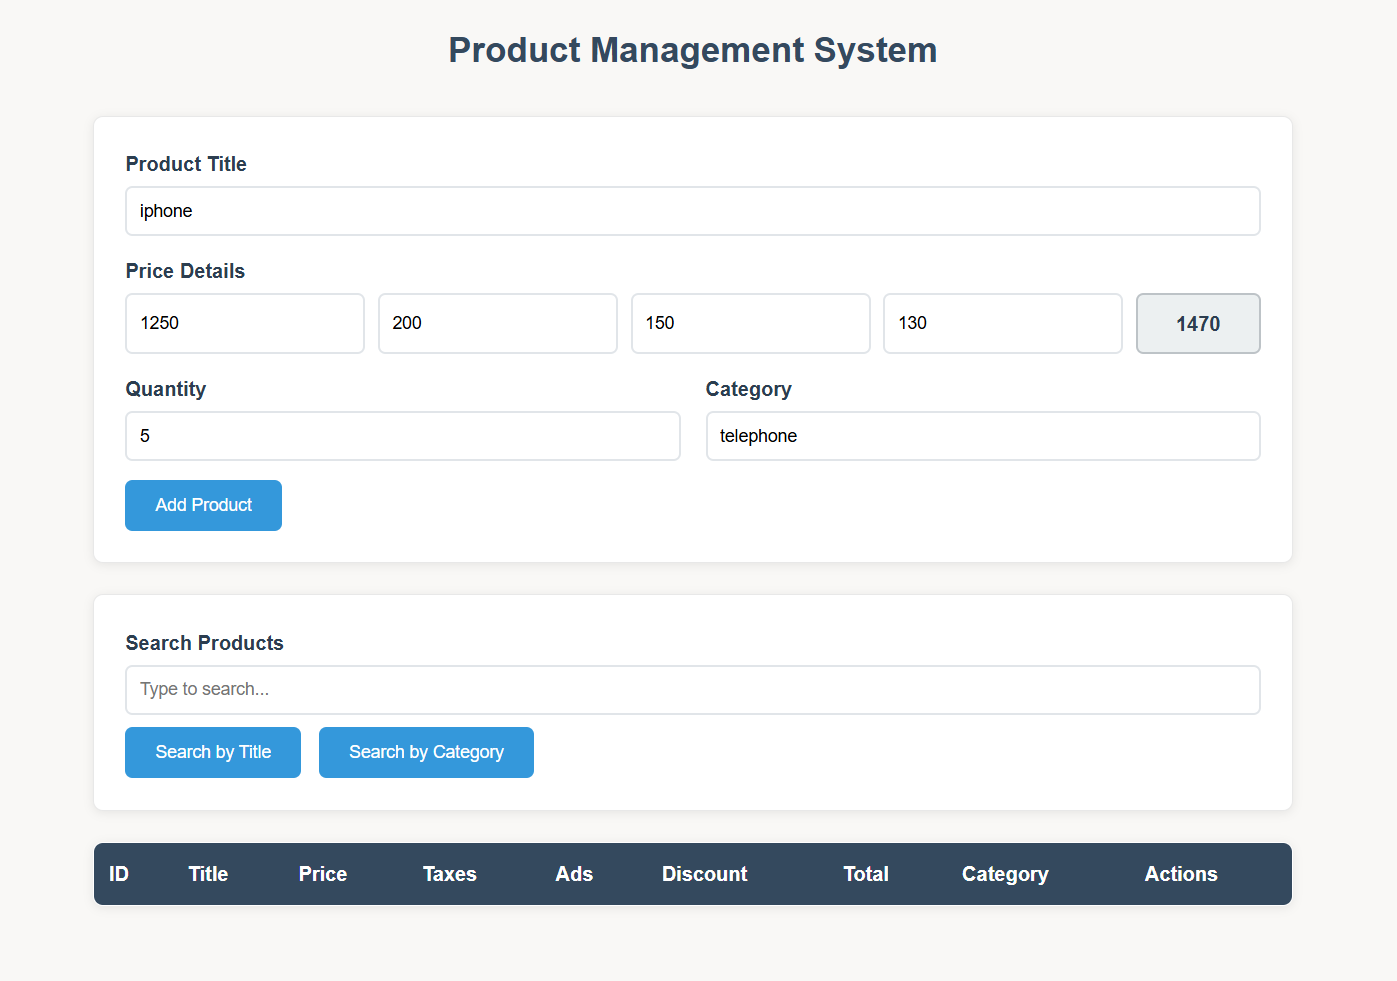 Product Management System
Product Title
iphone
Price Details
1250 200 150 130 1470
Quantity Category
5 telephone
Add Product
Search Products
Type to search...
Search by Title Search by Category
ID Title Price Taxes Ads Discount Total Category Actions